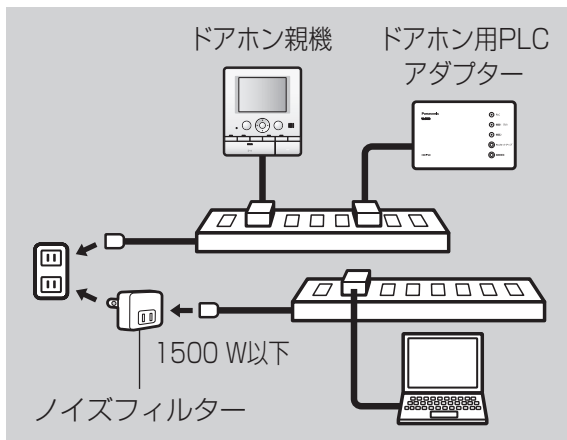 ドアホン親機
ドアホン用PLC
アダプター
Panasonic
1500 W以下
ノイズフィルター